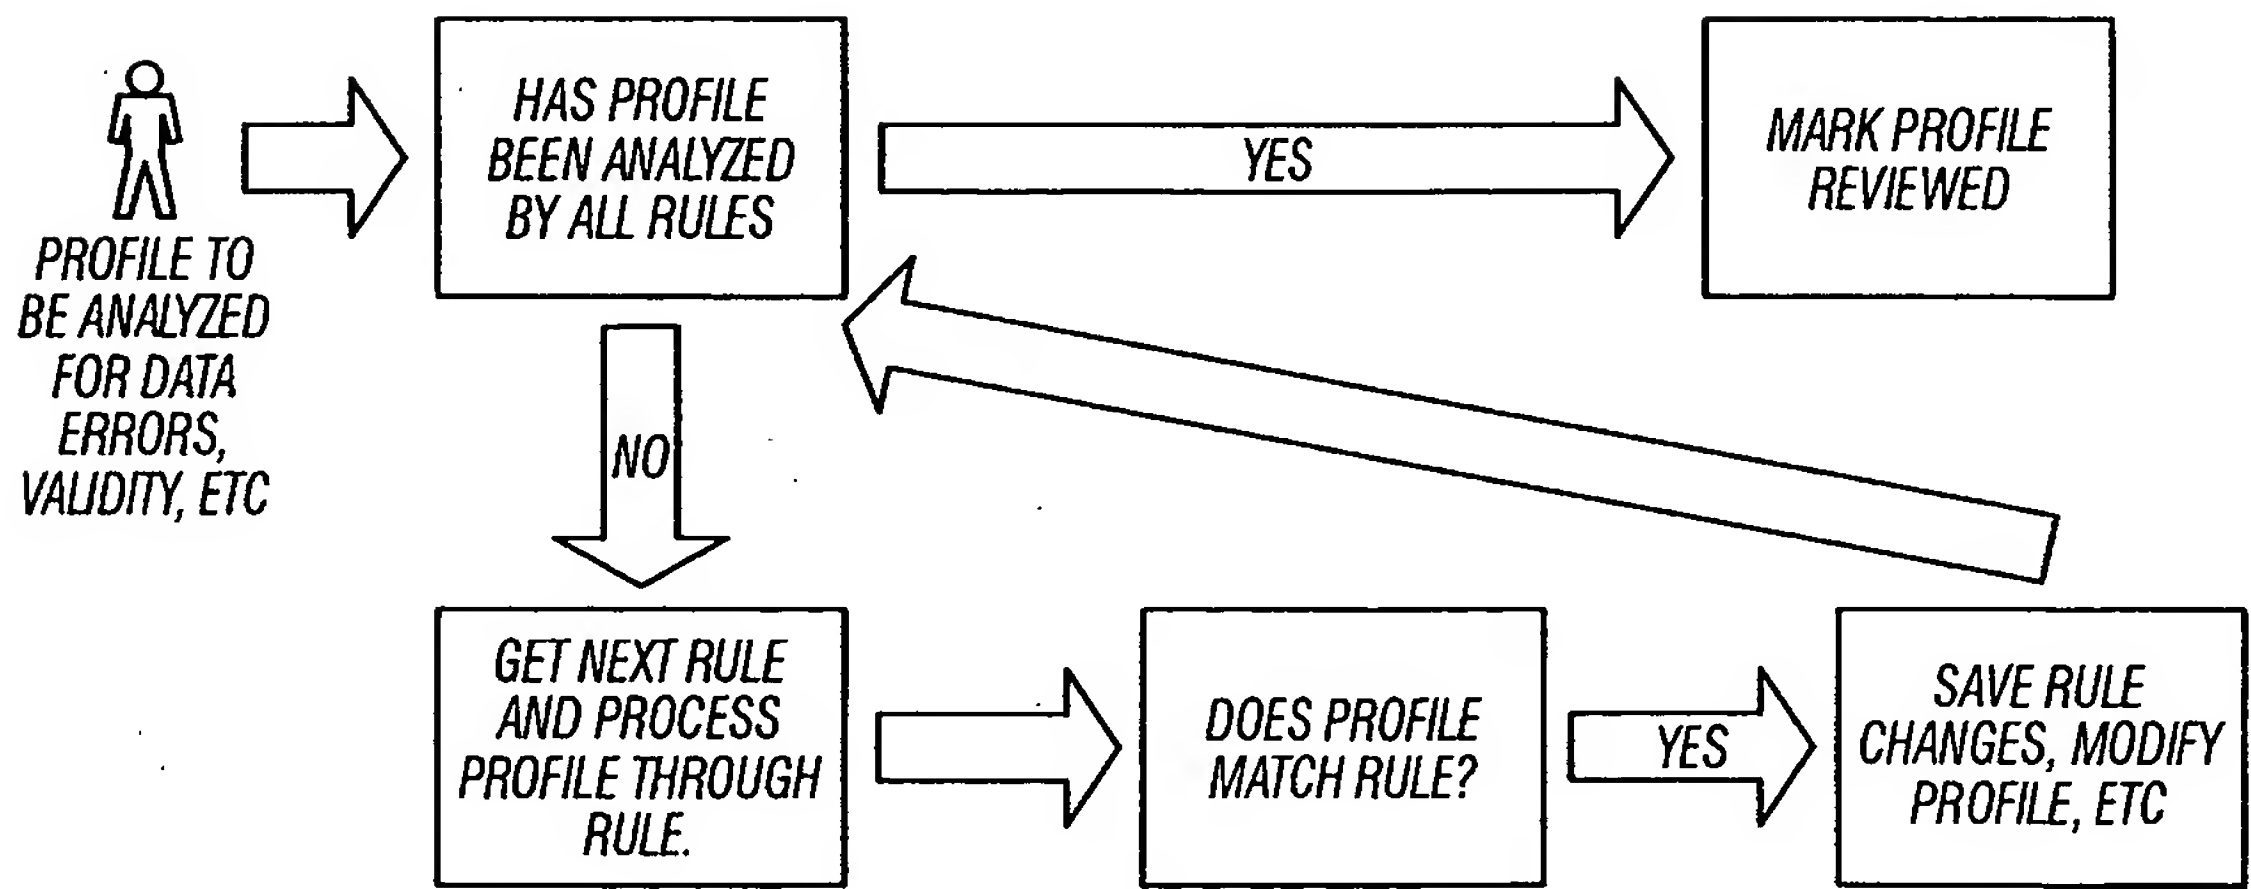 PROFILE TO
BE ANALYZED
FOR DATA
ERRORS,
VALIDITY, ETC
HAS PROFILE
BEEN ANALYZED
BY ALL RULES
YES
MARK PROFILE
REVIEWED
NO
GET NEXT RULE
AND PROCESS
PROFILE THROUGH
RULE.
DOES PROFILE
MATCH RULE?
YES
SAVE RULE
CHANGES, MODIFY
PROFILE, ETC